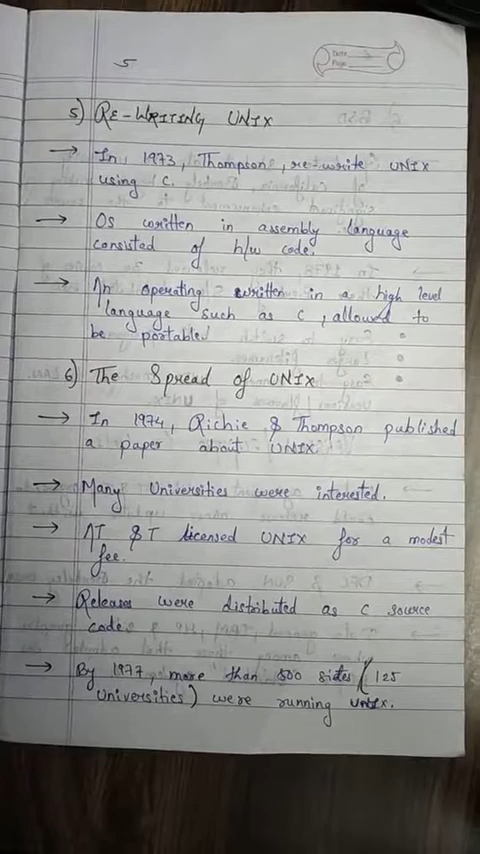 5
Date
Page
5) RE-WRITING UNIX
→ In 1973, Thompson, re-write UNIX
using C.
→ OS written in assembly language
consisted of h/w code.
→ An operating written in a high level
language such as C, allowed to
be portable
6) The Spread of UNIX
→ In 1974, Richie & Thompson published
a paper about UNIX
→ Many Universities were interested.
→ AT &T licensed UNIX for a modest
fee.
→ Releases were distributed as C source
code
→ By 1977, more than 500 sites (125
Universities) were running UNIX.